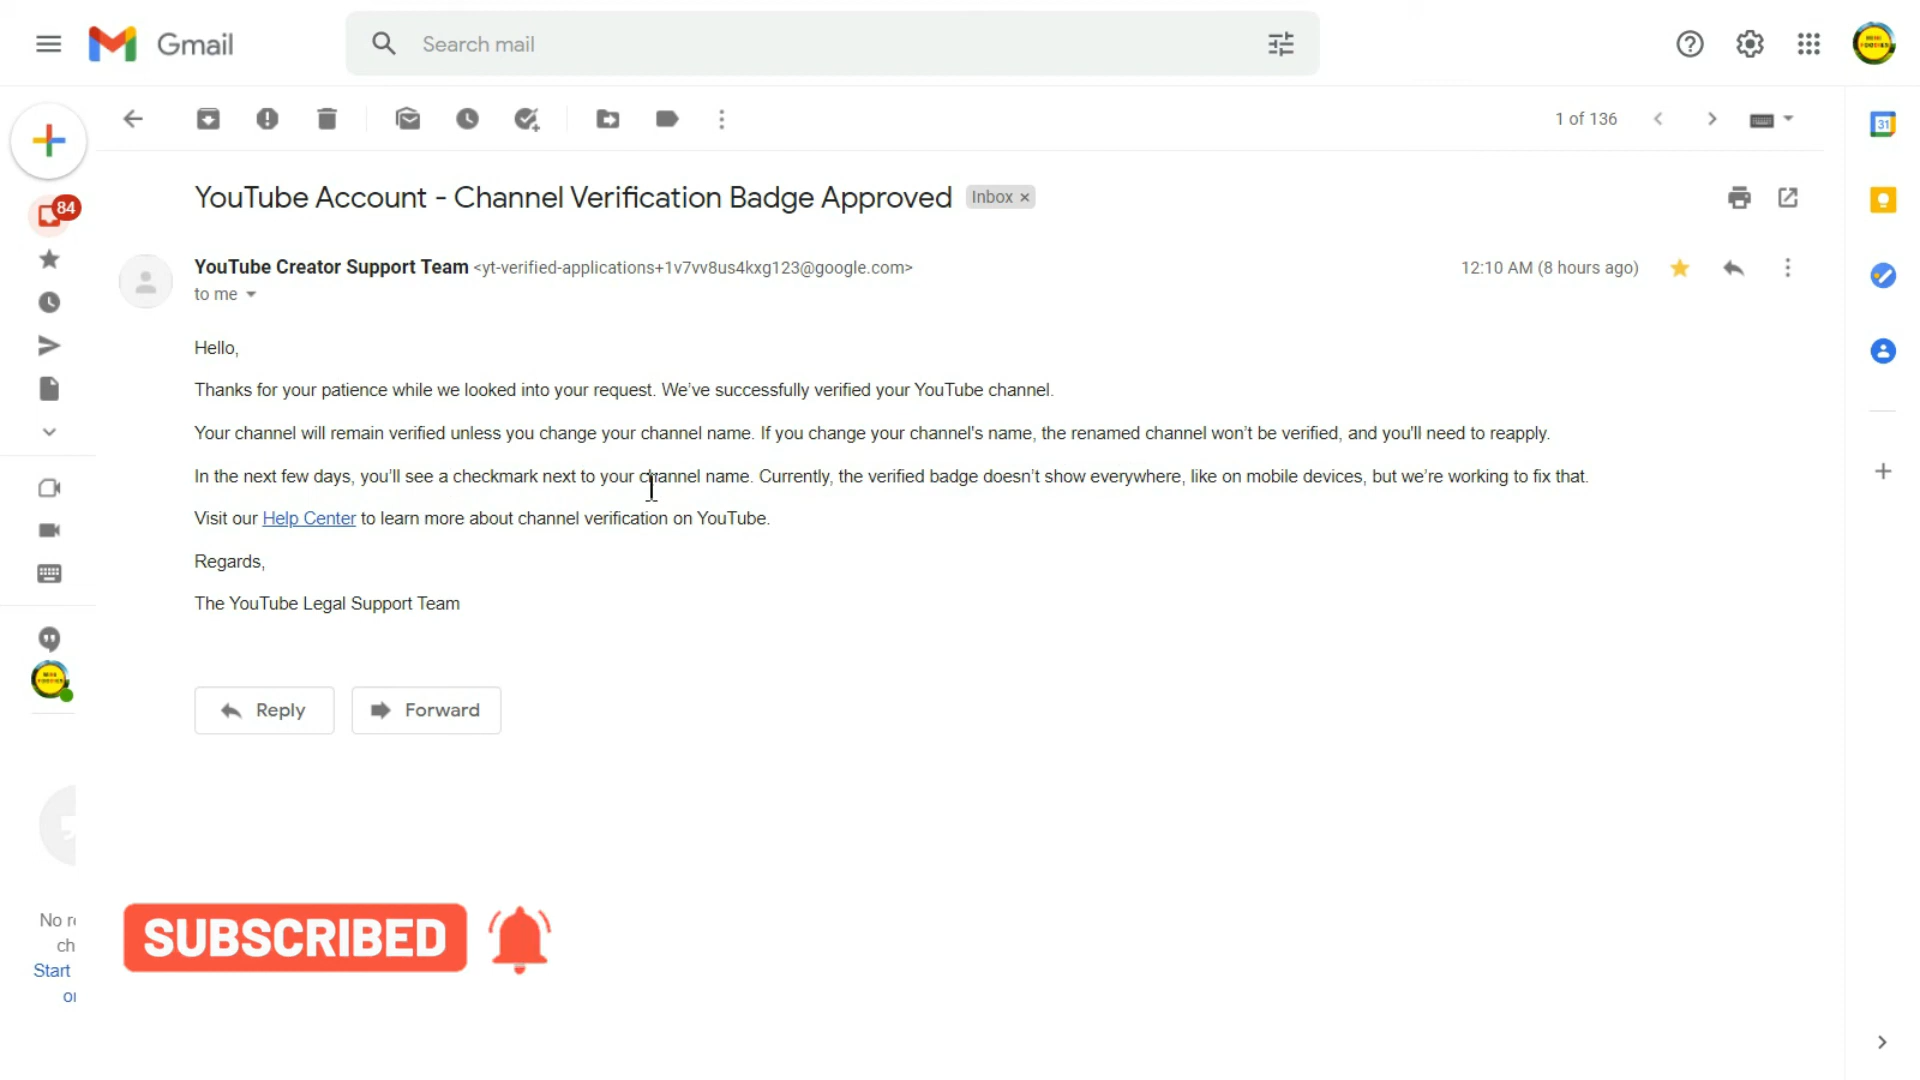 Gmail
Search mail
1 of 136
31
84
YouTube Account - Channel Verification Badge Approved Inbox ×
YouTube Creator Support Team <yt-verified-applications+1v7vv8us4kxg123@google.com> 12:10 AM (8 hours ago)
to me
Hello,
Thanks for your patience while we looked into your request. We’ve successfully verified your YouTube channel.
Your channel will remain verified unless you change your channel name. If you change your channel's name, the renamed channel won’t be verified, and you'll need to reapply.
In the next few days, you’ll see a checkmark next to your channel name. Currently, the verified badge doesn’t show everywhere, like on mobile devices, but we’re working to fix that.
Visit our Help Center to learn more about channel verification on YouTube.
Regards,
The YouTube Legal Support Team
Reply Forward
No
Start
SUBSCRIBED